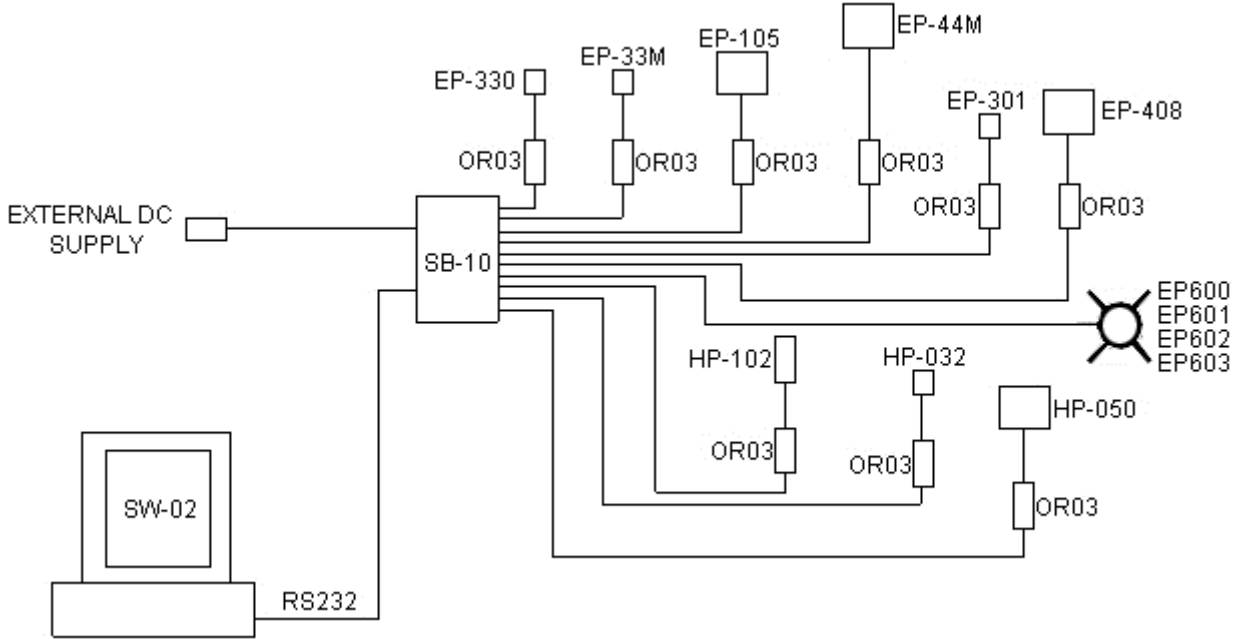 EP-44M
EP-105
EP-33M
EP-330
EP-301
EP-408
OR03
OR03
OR03
OR03
OR03
OR03
EXTERNAL DC
SUPPLY
SB-10
EP600
EP601
EP602
EP603
HP-102
HP-032
HP-050
OR03
OR03
OR03
SW-02
RS232